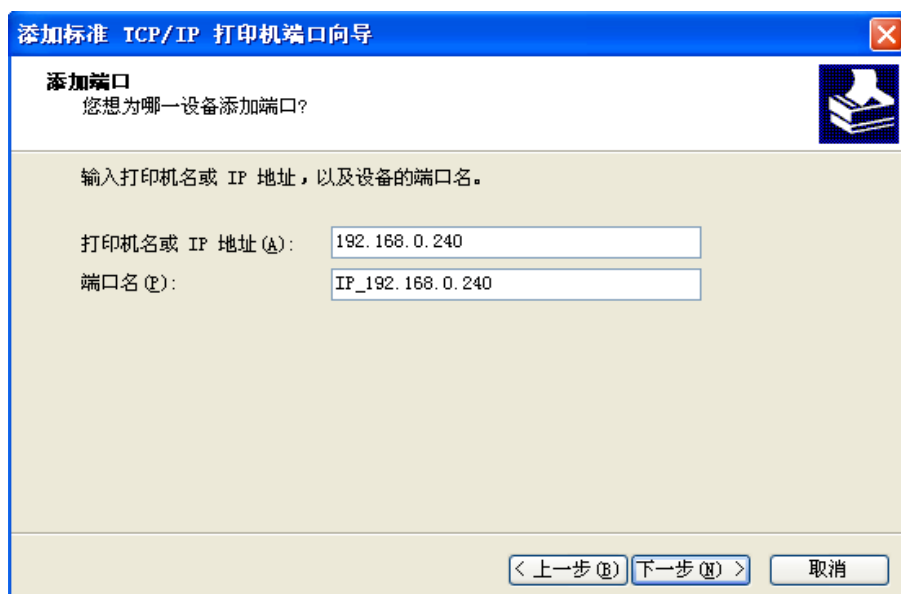 添加标准 TCP/IP 打印机端口向导
添加端口
您想为哪一设备添加端口?
输入打印机名或 IP 地址,以及设备的端口名。
打印机名或 IP 地址(A): 192.168.0.240
端口名(P): IP_192.168.0.240
< 上一步(B) 下一步(N) > 取消